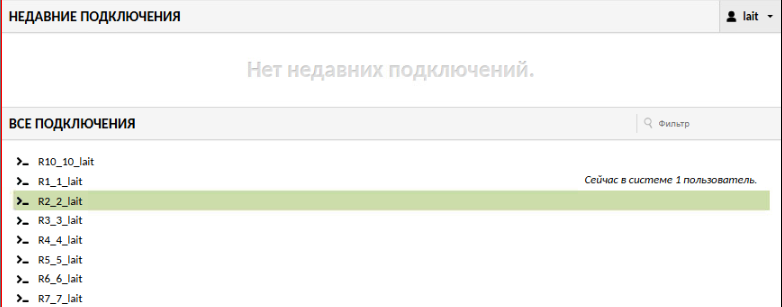 НЕДАВНИЕ ПОДКЛЮЧЕНИЯ
lait
Нет недавних подключений.
ВСЕ ПОДКЛЮЧЕНИЯ
Фильтр
R10_10_lait
R1_1_lait
Сейчас в системе 1 пользователь.
R2_2_lait
R3_3_lait
R4_4_lait
R5_5_lait
R6_6_lait
R7_7_lait